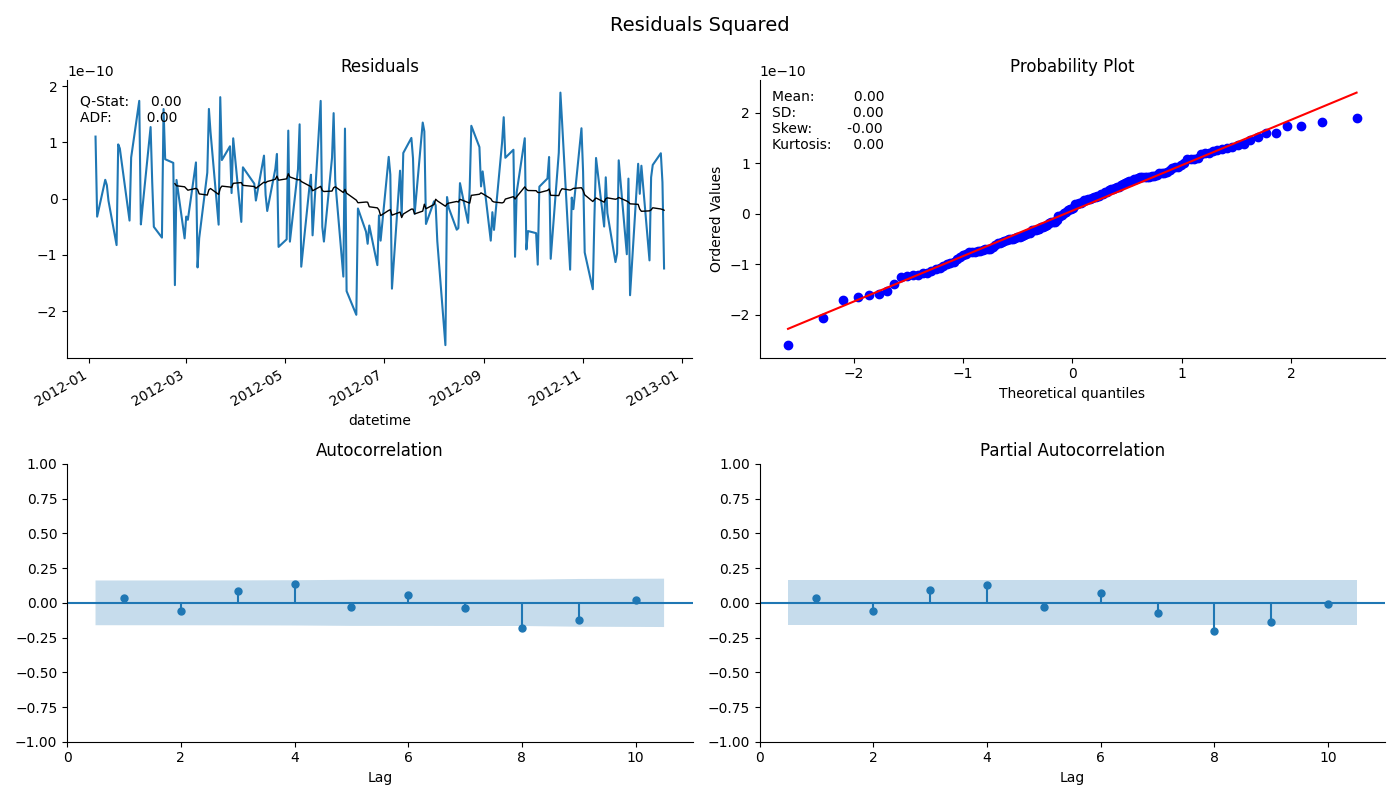 Residuals Squared
Residuals
1e−10
Q-Stat: 0.00
ADF: 0.00
2
1
0
−1
−2
2012-01
2012-03
2012-05
2012-07
2012-09
2012-11
2013-01
datetime
Probability Plot
1e−10
Mean: 0.00
SD: 0.00
Skew: -0.00
Kurtosis: 0.00
Ordered Values
2
1
0
−1
−2
−2
−1
0
1
2
Theoretical quantiles
Autocorrelation
1.00
0.75
0.50
0.25
0.00
−0.25
−0.50
−0.75
−1.00
0
2
4
6
8
10
Lag
Partial Autocorrelation
1.00
0.75
0.50
0.25
0.00
−0.25
−0.50
−0.75
−1.00
0
2
4
6
8
10
Lag